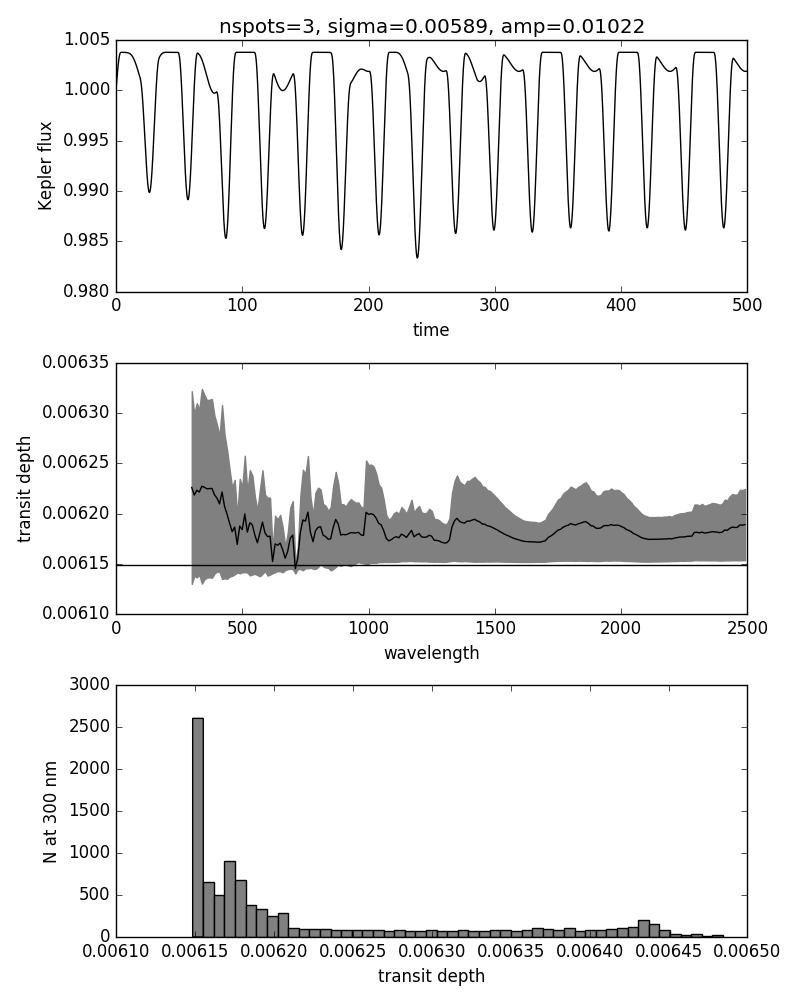 nspots=3, sigma=0.00589, amp=0.01022
1.005
1.000
0.995
0.990
0.985
0.980
Kepler flux
0 100 200 300 400 500
time
0.00635
0.00630
0.00625
0.00620
0.00615
0.00610
transit depth
0 500 1000 1500 2000 2500
wavelength
3000
2500
2000
1500
1000
500
0
N at 300 nm
0.00610 0.00615 0.00620 0.00625 0.00630 0.00635 0.00640 0.00645 0.00650
transit depth